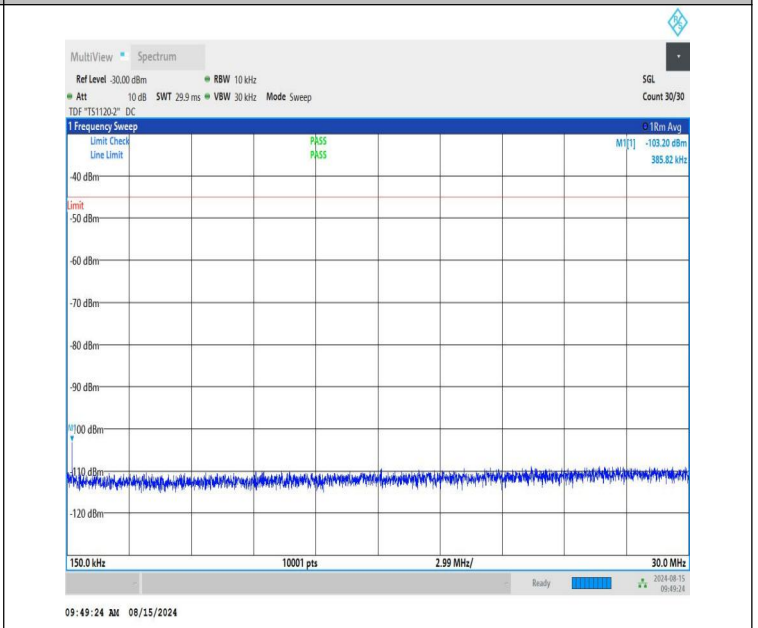 R S
MultiView Spectrum
Ref Level -30.00 dBm RBW 10 kHz SGL
Att 10 dB SWT 29.9 ms VBW 30 kHz Mode Sweep Count 30/30
TDF "TS1120-2" DC
1 Frequency Sweep 1Rm Avg
Limit Check PASS M1[1] -103.20 dBm
Line Limit PASS 385.82 kHz
-40 dBm
Limit
-50 dBm
-60 dBm
-70 dBm
-80 dBm
-90 dBm
M1
-100 dBm
-110 dBm
-120 dBm
150.0 kHz 10001 pts 2.99 MHz/ 30.0 MHz
Ready 2024-08-15
09:49:24
09:49:24 AM 08/15/2024